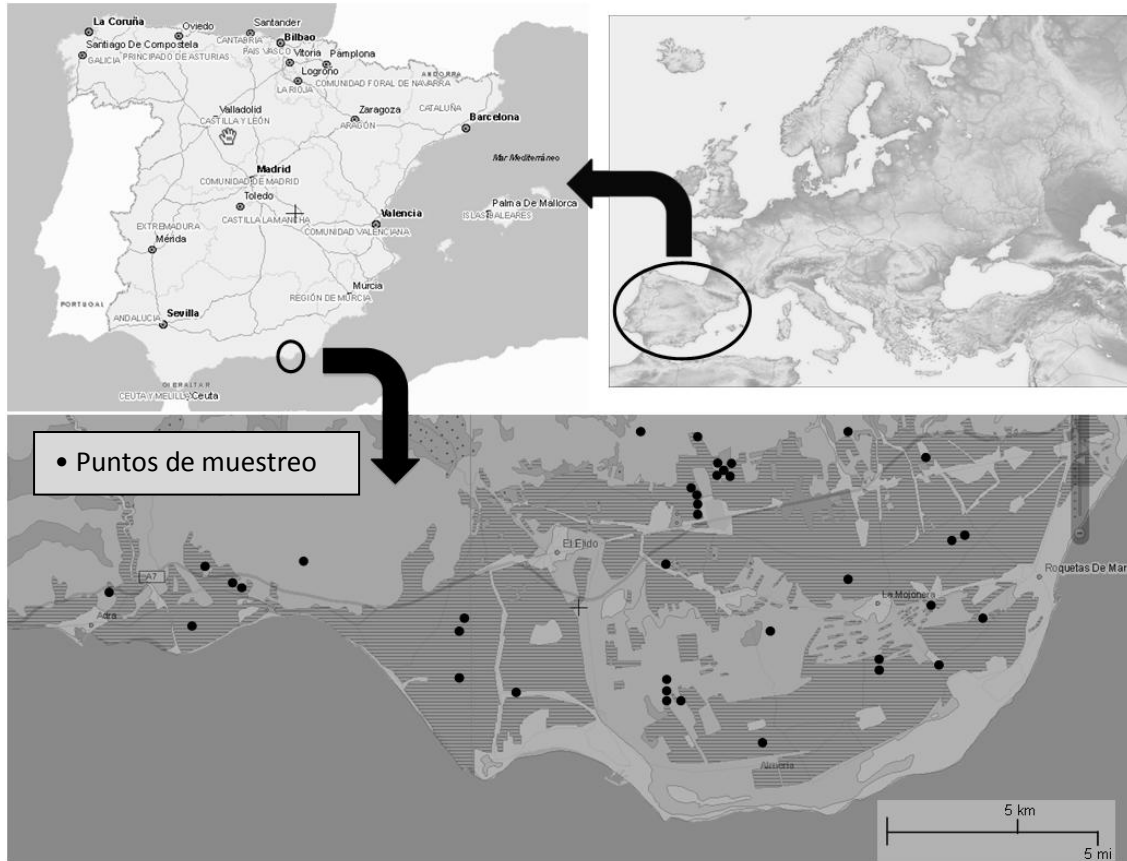 La Coruña
Oviedo
Santander
CANTABRIA
Bilbao
PAIS VASCO
Santiago De Compostela
PRINCIPADO DE ASTURIAS
GALICIA
Vitoria
Pamplona
Logroño
COMUNIDAD FORAL DE NAVARRA
LA RIOJA
ANDORRA
Valladolid
CASTILLA Y LEÓN
Zaragoza
ARAGÓN
CATALUÑA
Barcelona
Mar Mediterráneo
Madrid
COMUNIDAD DE MADRID
Toledo
CASTILLA LA MANCHA
Palma De Mallorca
ISLAS BALEARES
EXTREMADURA
Valencia
COMUNIDAD VALENCIANA
Mérida
Murcia
REGIÓN DE MURCIA
PORTUGAL
ANDALUCIA
Sevilla
GIBRALTAR
CEUTA Y MELILLA
Ceuta
• Puntos de muestreo
El Ejido
A7
Adra
Roquetas De Mar
La Mojonera
Almería
5 km
5 mi